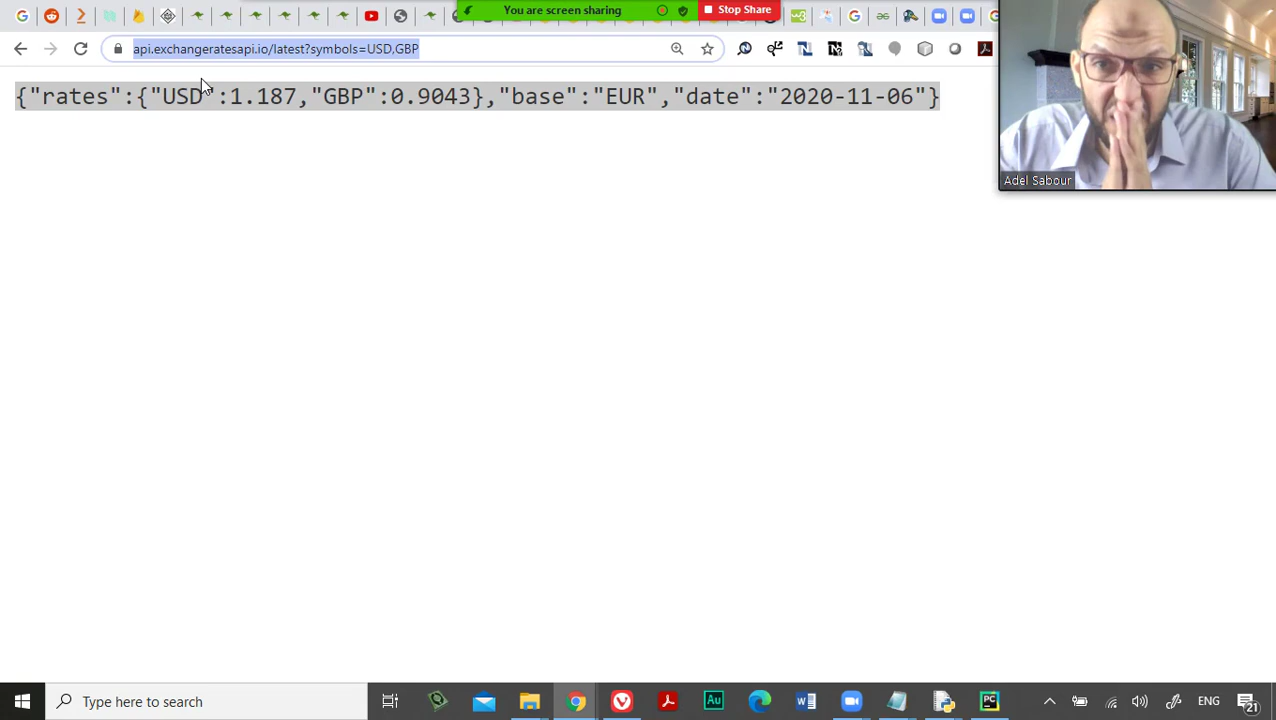 You are screen sharing
Stop Share
api.exchangeratesapi.io/latest?symbols=USD,GBP
{"rates":{"USD":1.187,"GBP":0.9043},"base":"EUR","date":"2020-11-06"}
Adel Sabour
Type here to search
ENG
21